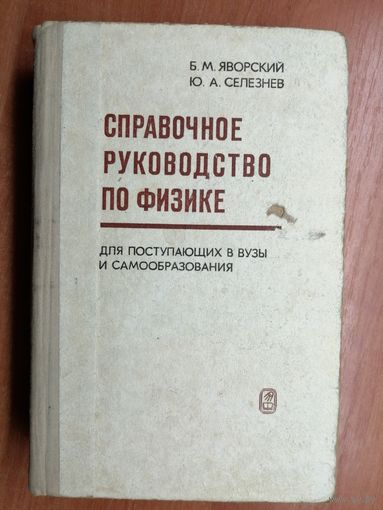 Б. М. ЯВОРСКИЙ
Ю. А. СЕЛЕЗНЕВ
СПРАВОЧНОЕ
РУКОВОДСТВО
ПО ФИЗИКЕ
ДЛЯ ПОСТУПАЮЩИХ В ВУЗЫ
И САМООБРАЗОВАНИЯ